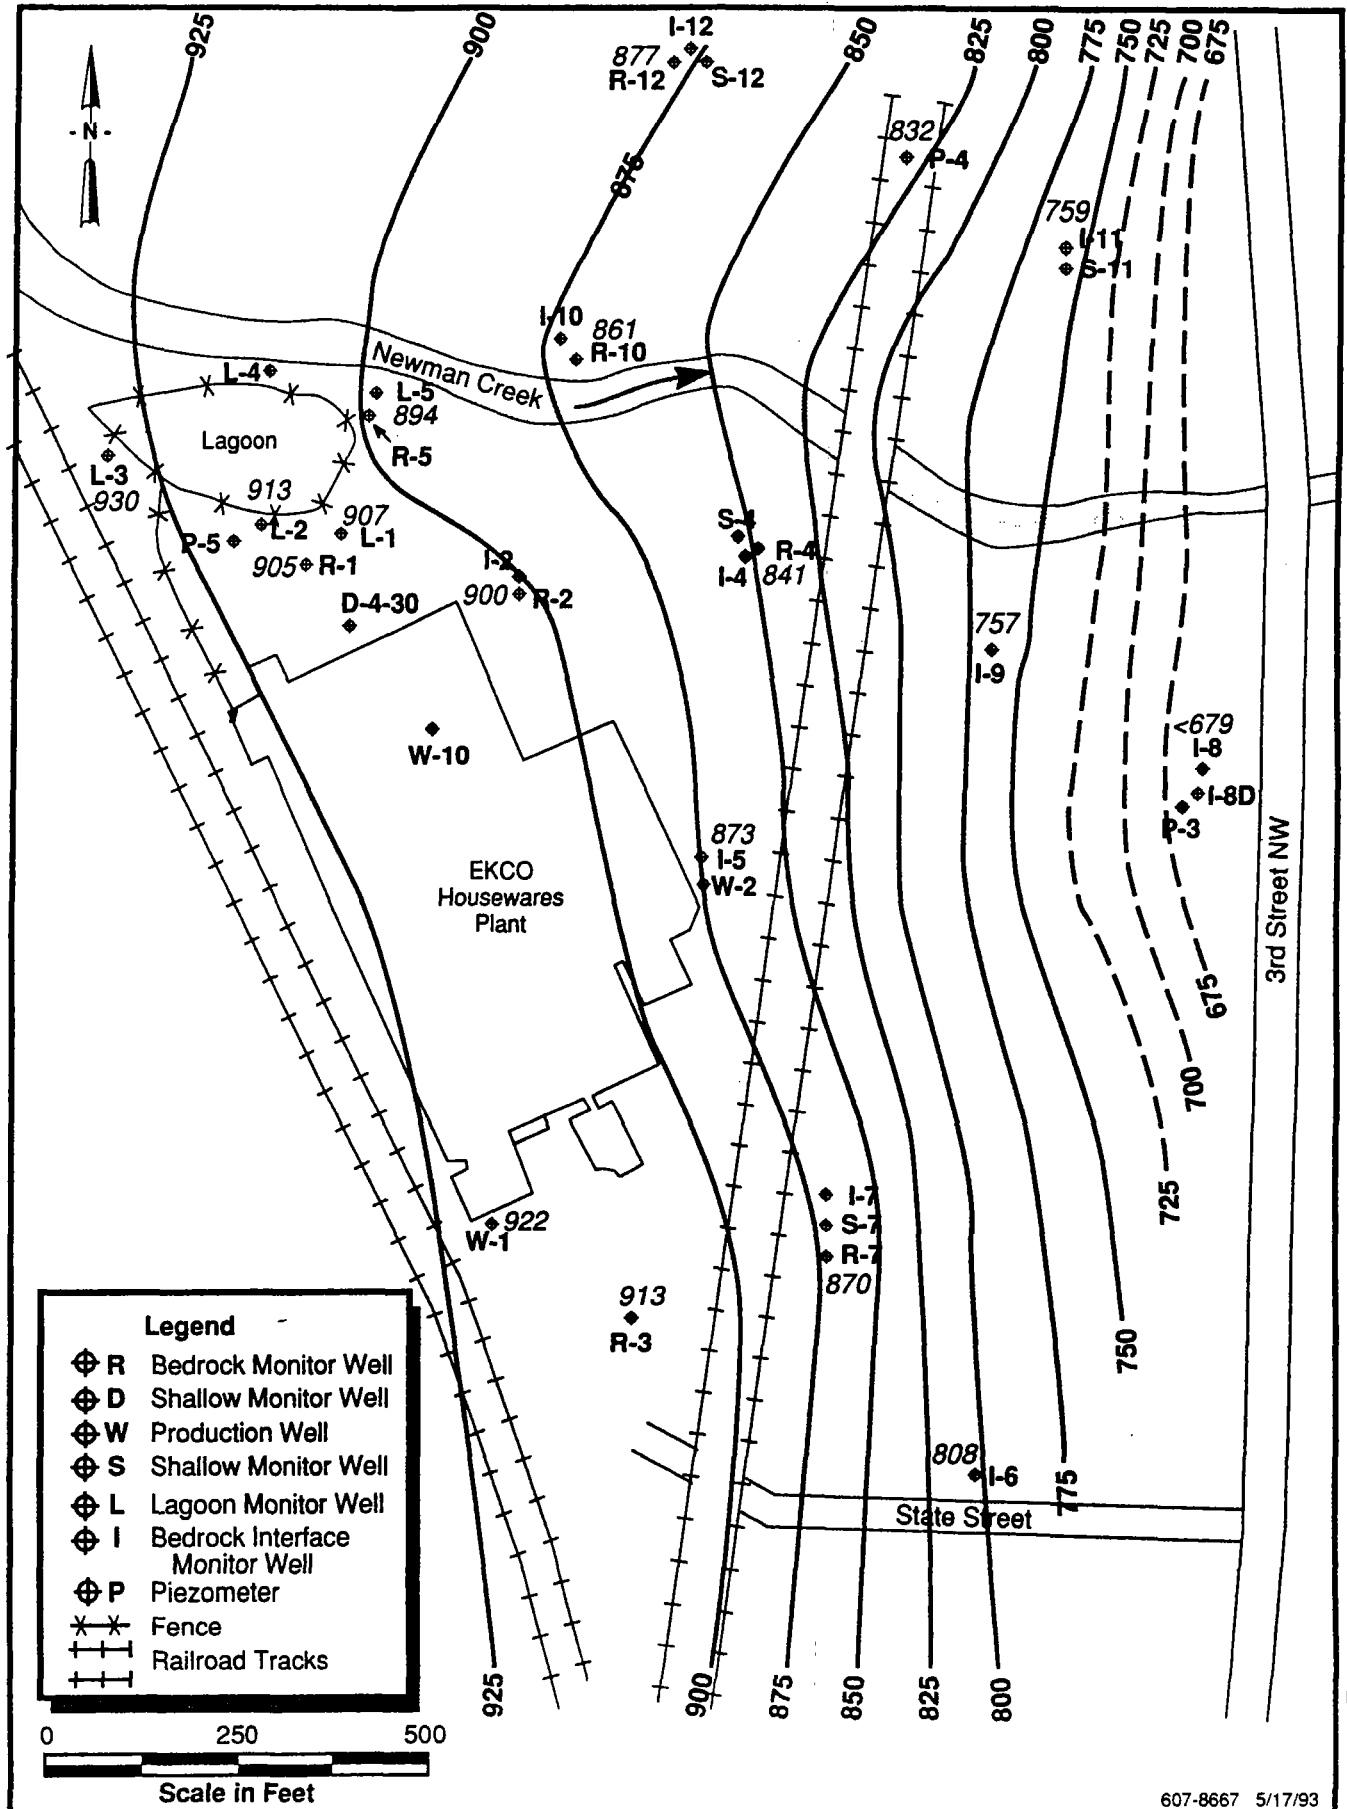 925
900
I-12
877
R-12
S-12
850
825
800
775
750
725
700
675
- N -
832
P-4
875
759
I-11
S-11
I-10
861
R-10
Newman Creek
L-4
L-5
894
R-5
Lagoon
L-3
930
913
L-2
907
L-1
P-5
905
R-1
S-4
R-4
I-4
841
I-2
900
R-2
D-4-30
757
I-9
W-10
<679
I-8
I-8D
P-3
873
I-5
W-2
EKCO
Housewares
Plant
3rd Street NW
675
700
725
I-7
S-7
R-7
870
922
W-1
913
R-3
750
808
I-6
775
State Street
925
900
875
850
825
800
Legend
R Bedrock Monitor Well
D Shallow Monitor Well
W Production Well
S Shallow Monitor Well
L Lagoon Monitor Well
I Bedrock Interface
Monitor Well
P Piezometer
Fence
Railroad Tracks
0 250 500
Scale in Feet
607-8667 5/17/93